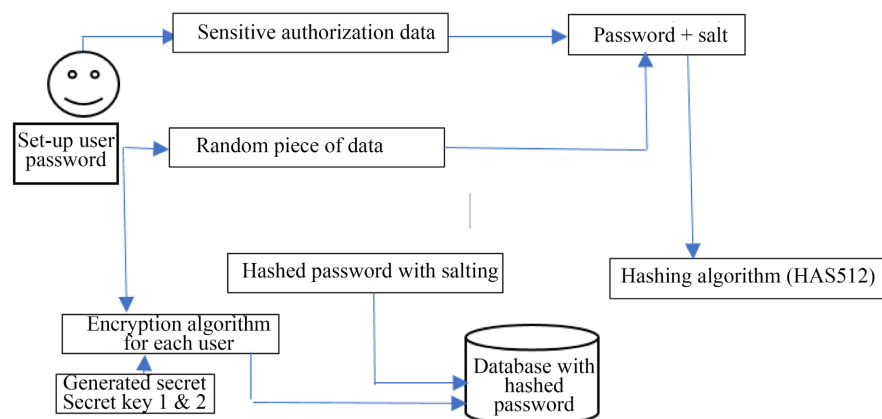 Sensitive authorization data
Password + salt
Set-up user
password
Random piece of data
Hashed password with salting
Hashing algorithm (HAS512)
Encryption algorithm
for each user
Generated secret
Secret key 1 & 2
Database with
hashed
password